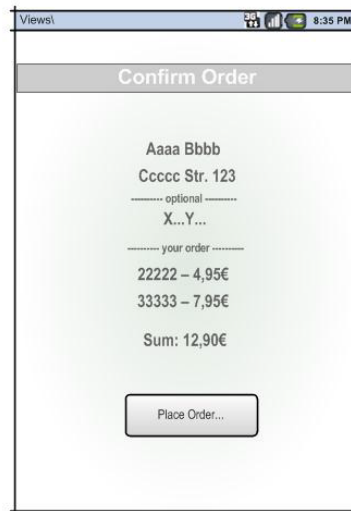 Views\ 3G 8:35 PM
Confirm Order
Aaaa Bbbb
Ccccc Str. 123
---------- optional ----------
X...Y...
---------- your order ----------
22222 – 4,95€
33333 – 7,95€
Sum: 12,90€
Place Order...